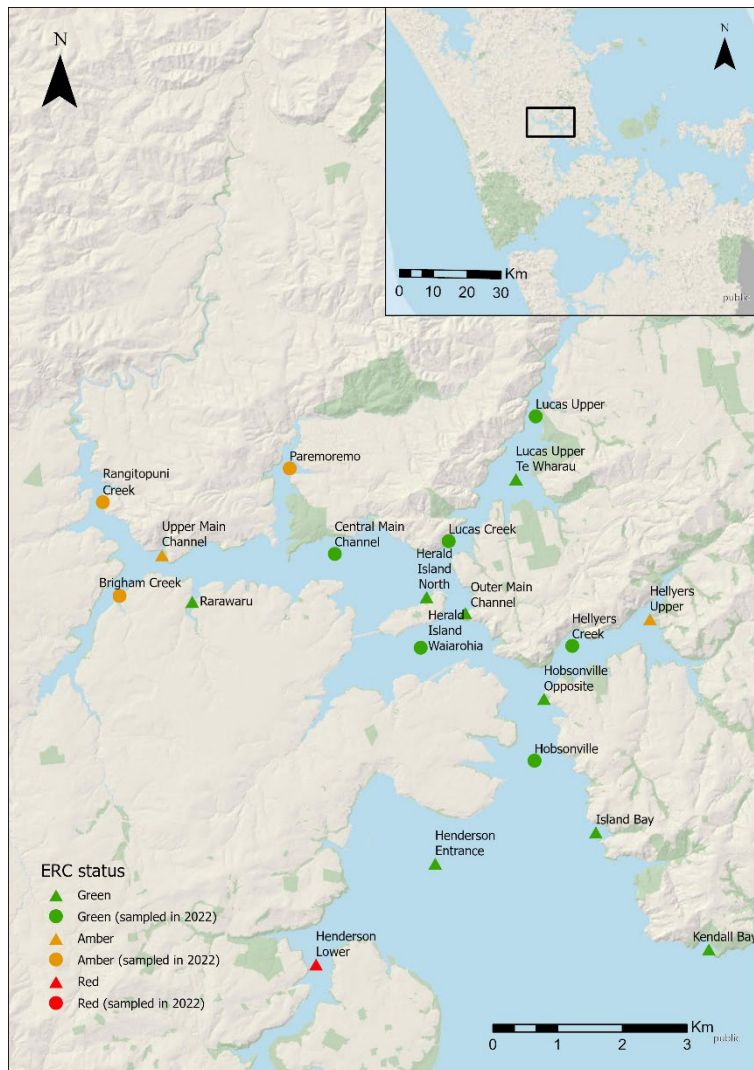 N
N
Km
0 10 20 30
public
Lucas Upper
Lucas Upper
Te Wharau
Paremoremo
Rangitopuni
Creek
Upper Main
Channel
Central Main
Channel
Lucas Creek
Herald
Island
North
Outer Main
Channel
Brigham Creek
Rarawaru
Herald
Island
Waiarohia
Hellyers
Upper
Hellyers
Creek
Hobsonville
Opposite
Hobsonville
Island Bay
Henderson
Entrance
Henderson
Lower
Kendall Bay
ERC status
Green
Green (sampled in 2022)
Amber
Amber (sampled in 2022)
Red
Red (sampled in 2022)
Km
0 1 2 3
public